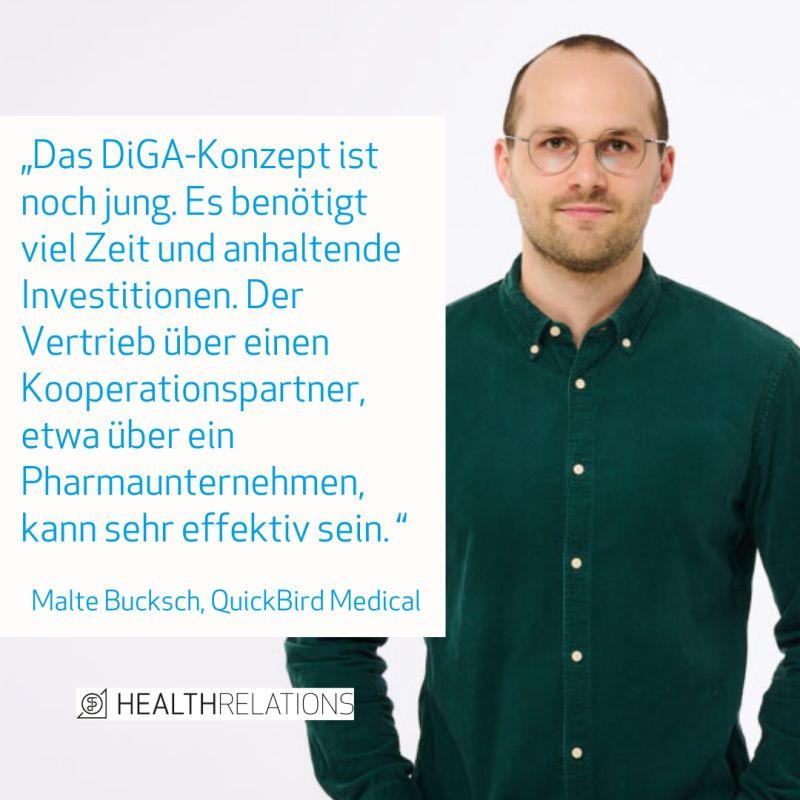 „Das DiGA-Konzept ist
noch jung. Es benötigt
viel Zeit und anhaltende
Investitionen. Der
Vertrieb über einen
Kooperationspartner,
etwa über ein
Pharmaunternehmen,
kann sehr effektiv sein. “
Malte Bucksch, QuickBird Medical
HEALTHRELATIONS